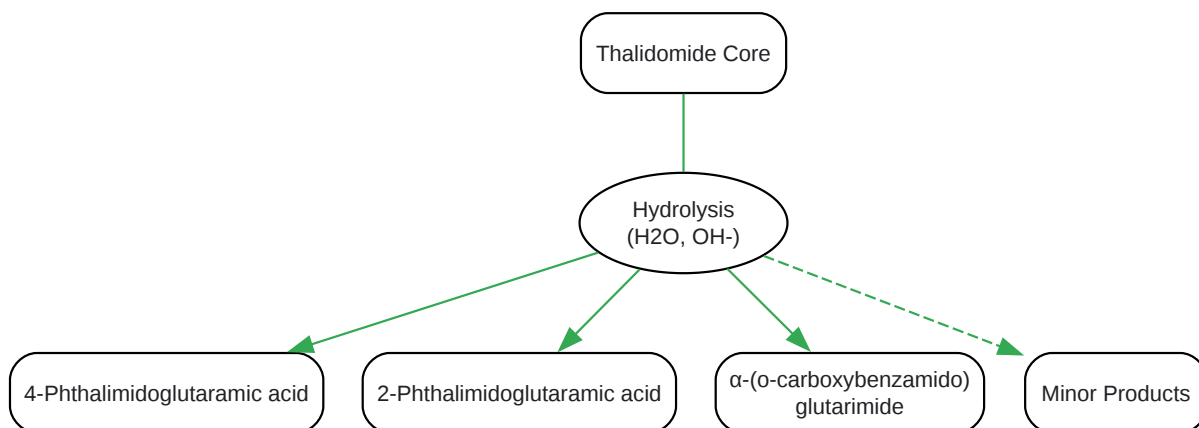 Thalidomide Core
Hydrolysis
(H2O, OH-)
4-Phthalimidoglutaramic acid
2-Phthalimidoglutaramic acid
α-(o-carboxybenzamido)
glutarimide
Minor Products